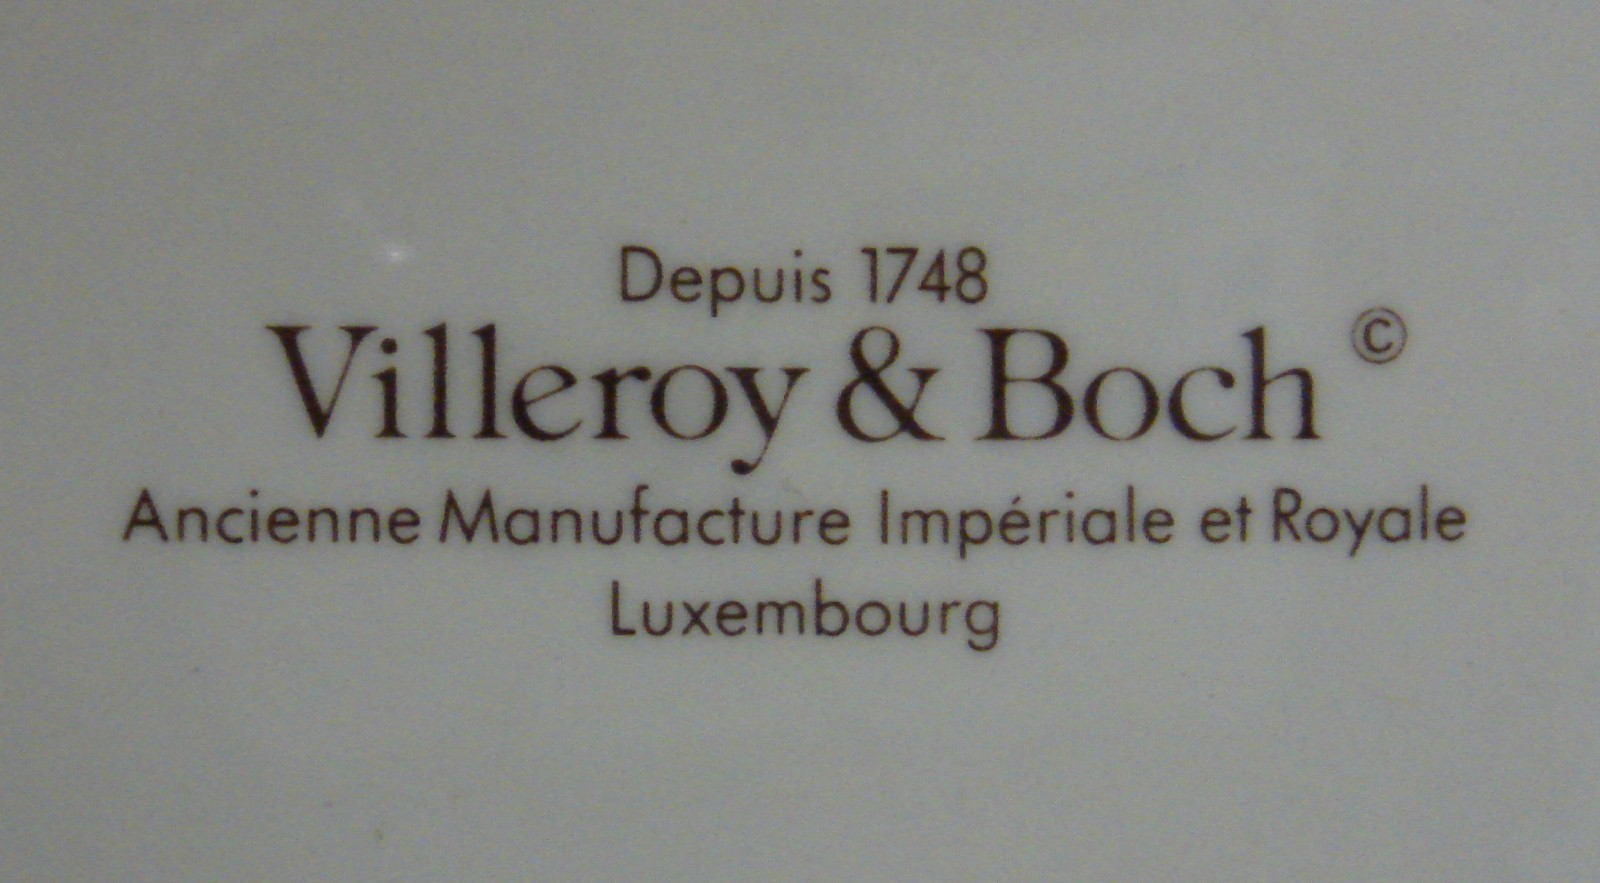 Depuis 1748
Villeroy & Boch ©
Ancienne Manufacture Impériale et Royale
Luxembourg